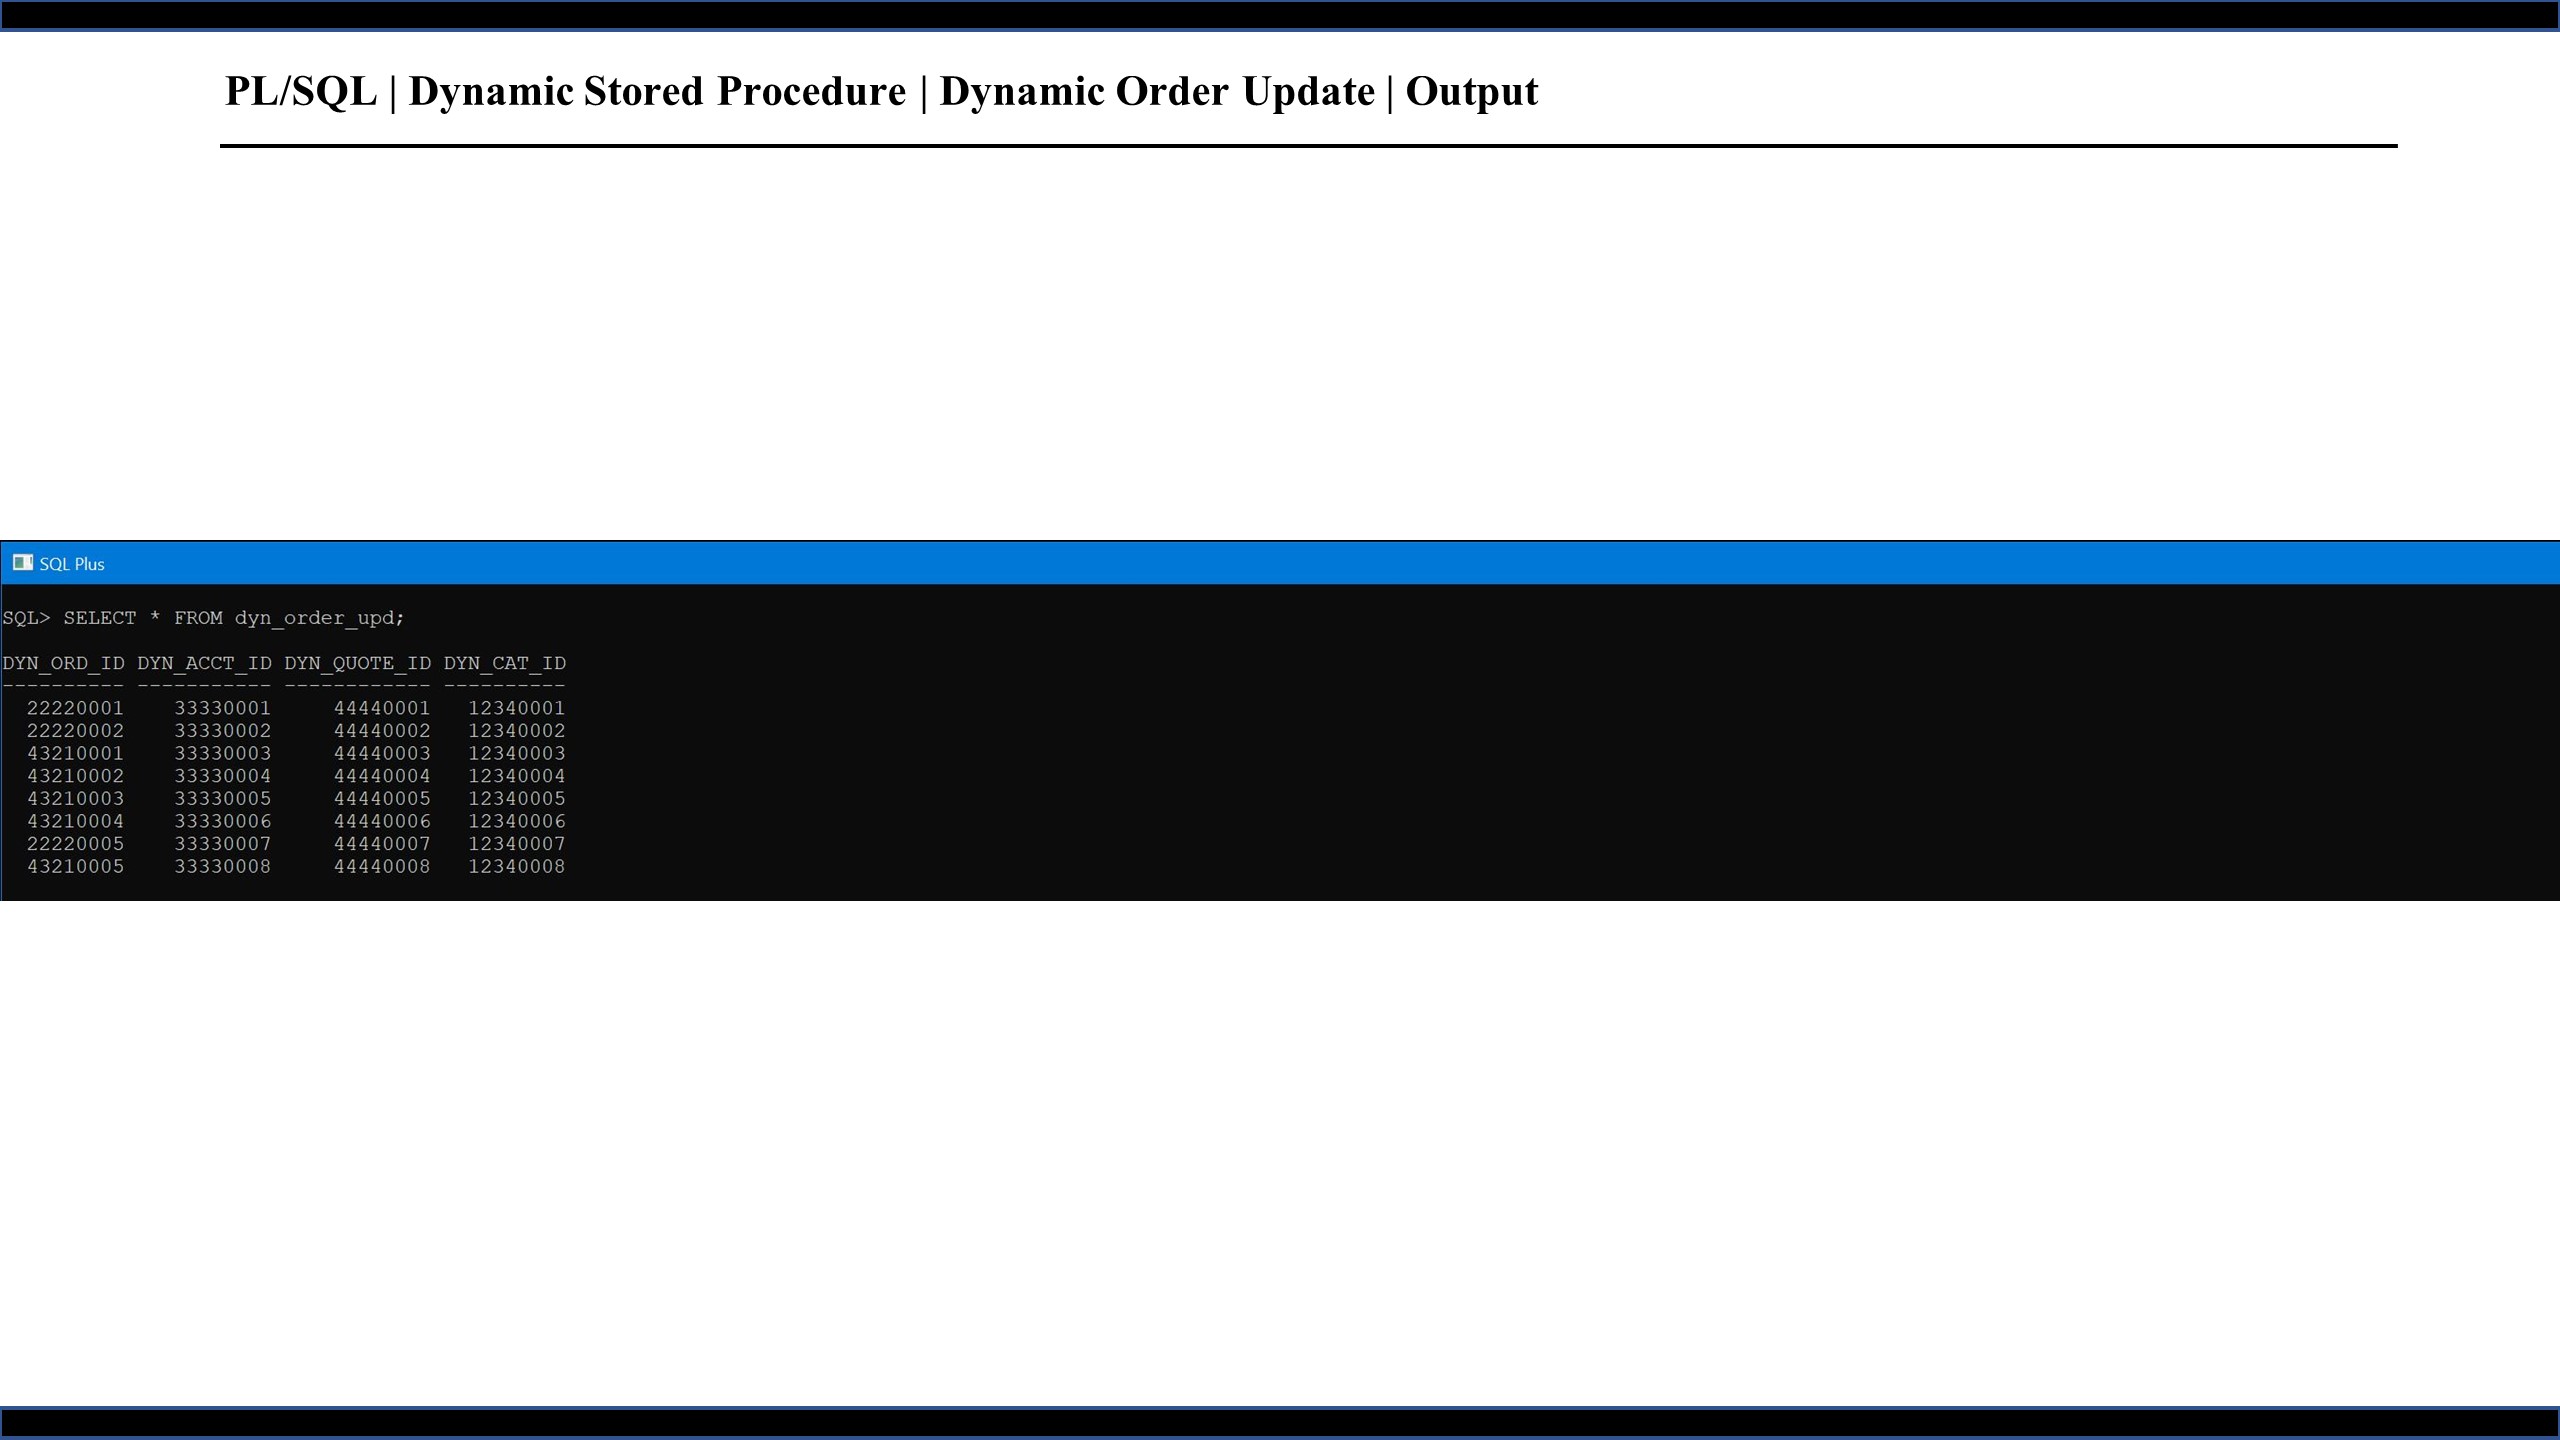 PL/SQL | Dynamic Stored Procedure | Dynamic Order Update | Output
SQL Plus
SQL> SELECT * FROM dyn_order_upd;
DYN_ORD_ID DYN_ACCT_ID DYN_QUOTE_ID DYN_CAT_ID
---------- ----------- ------------ ----------
22220001 33330001 44440001 12340001
22220002 33330002 44440002 12340002
43210001 33330003 44440003 12340003
43210002 33330004 44440004 12340004
43210003 33330005 44440005 12340005
43210004 33330006 44440006 12340006
22220005 33330007 44440007 12340007
43210005 33330008 44440008 12340008